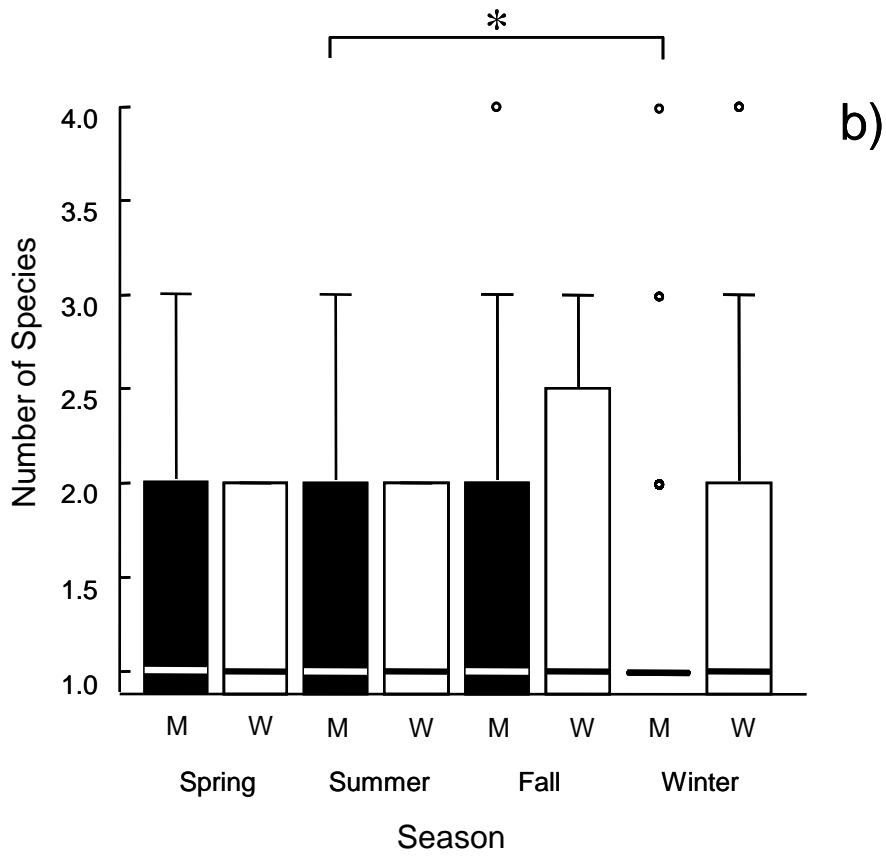 *
b)
4.0
3.5
3.0
2.5
2.0
1.5
1.0
Number of Species
M W M W M W M W
Spring Summer Fall Winter
Season